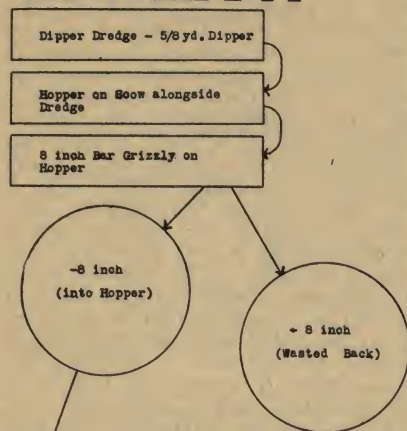 Dipper Dredge - 5/8 yd. Dipper
Hopper on Scow alongside
Dredge
8 inch Bar Grizzly on
Hopper
-8 inch
(into Hopper)
+ 8 inch
(Wasted Back)